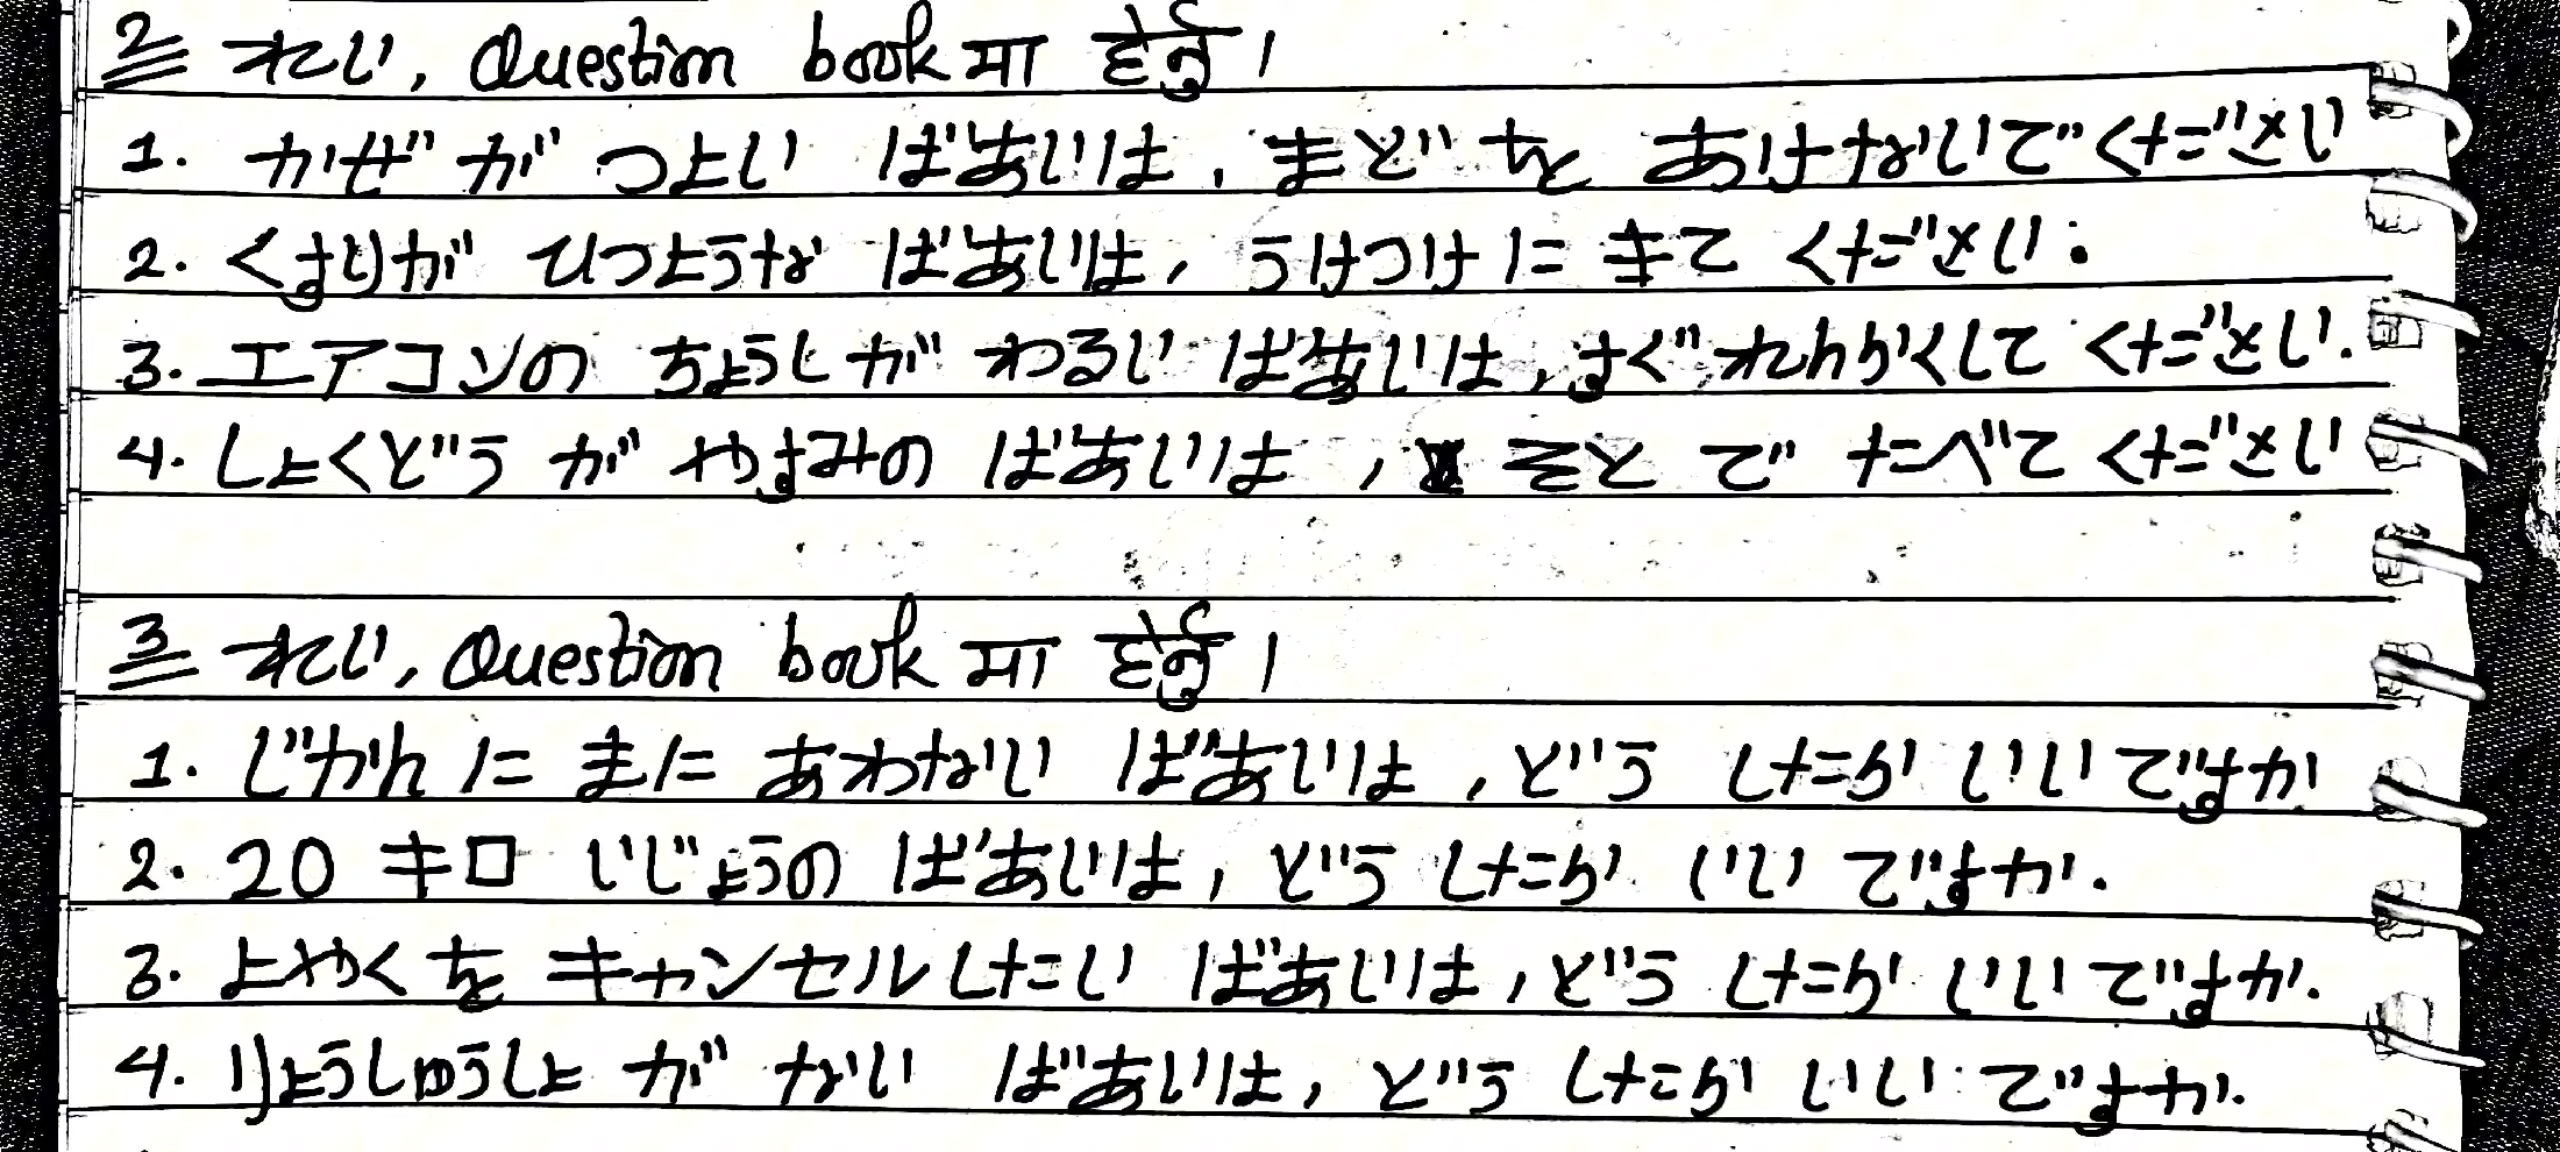 2 れい, Question book मा हेर्नु।
1. かぜが つよい ばあいは, まどを あけないでください
2. くすりが ひつような ばあいは, うけつけに きて ください.
3. エアコンの ちょうしが わるい ばあいは, すぐ れんらくして ください.
4. しょくどうが やすみの ばあいは, そとで たべて ください
3 れい, Question book मा हेर्नु।
1. じかんに まに あわない ばあいは, どう したら いいですか
2. 20 キロ いじょうの ばあいは, どう したら いいですか.
3. よやくを キャンセルしたい ばあいは, どう したら いいですか.
4. りょうしゅうしょが ない ばあいは, どう したら いいですか.